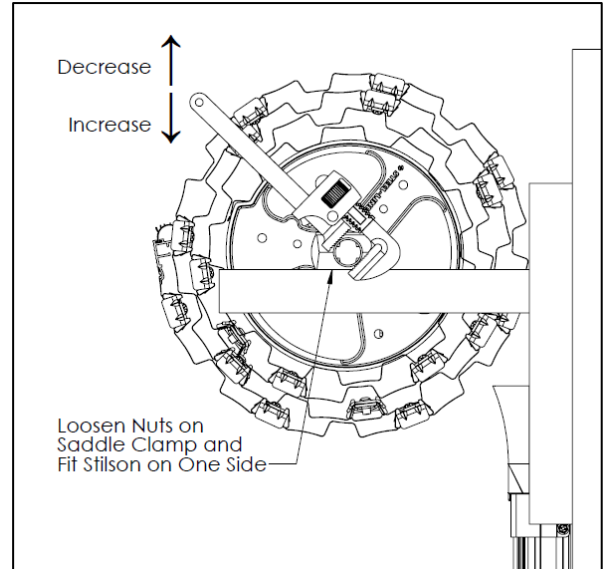 Decrease
Increase
Loosen Nuts on
Saddle Clamp and
Fit Stilson on One Side